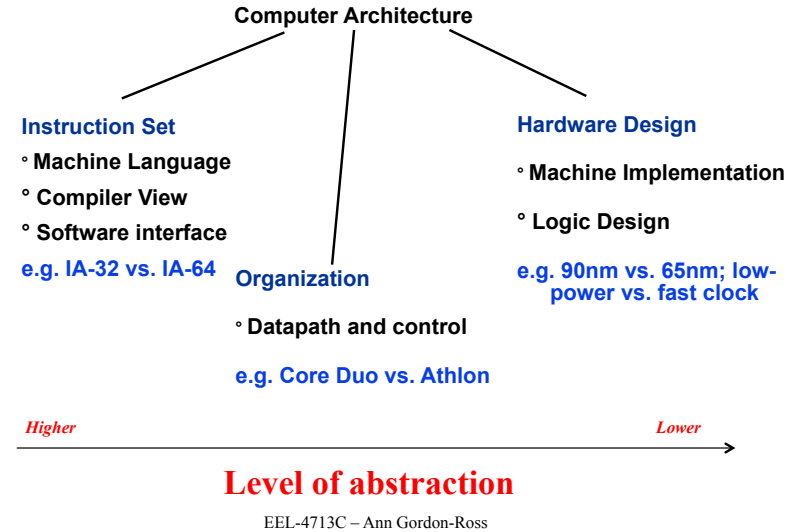 Computer Architecture
Instruction Set
° Machine Language
° Compiler View
° Software interface
e.g. IA-32 vs. IA-64
Organization
° Datapath and control
e.g. Core Duo vs. Athlon
Hardware Design
° Machine Implementation
° Logic Design
e.g. 90nm vs. 65nm; low-
power vs. fast clock
Higher
Lower
Level of abstraction
EEL-4713C – Ann Gordon-Ross